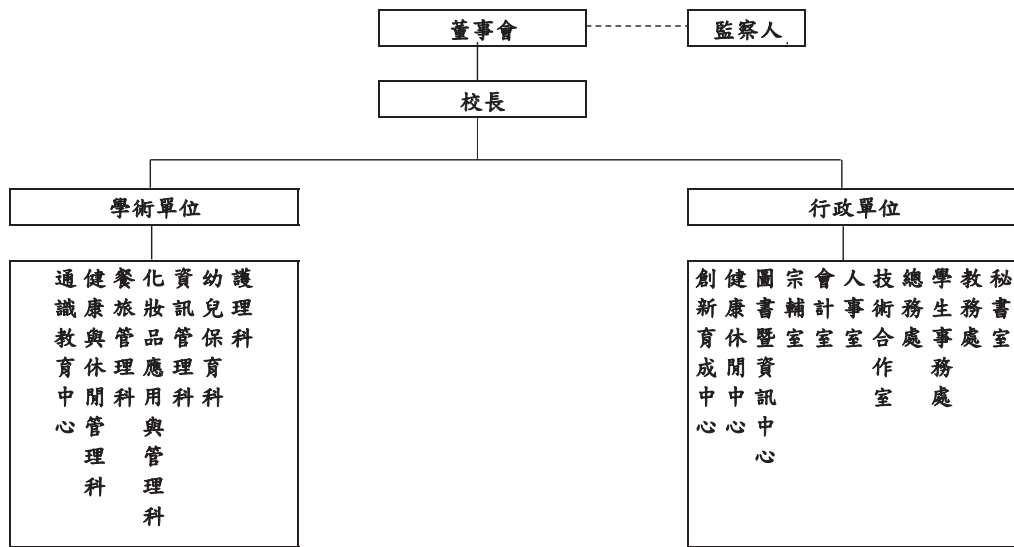 董事會
監察人
校長
學術單位
行政單位
護理科
幼兒保育科
資訊管理科
化妝品應用與管理科
餐旅管理科
健康與休閒管理科
通識教育中心
秘書室
教務處
學生事務處
總務處
技術合作室
人事室
會計室
宗輔室
圖書暨資訊中心
健康休閒中心
創新育成中心